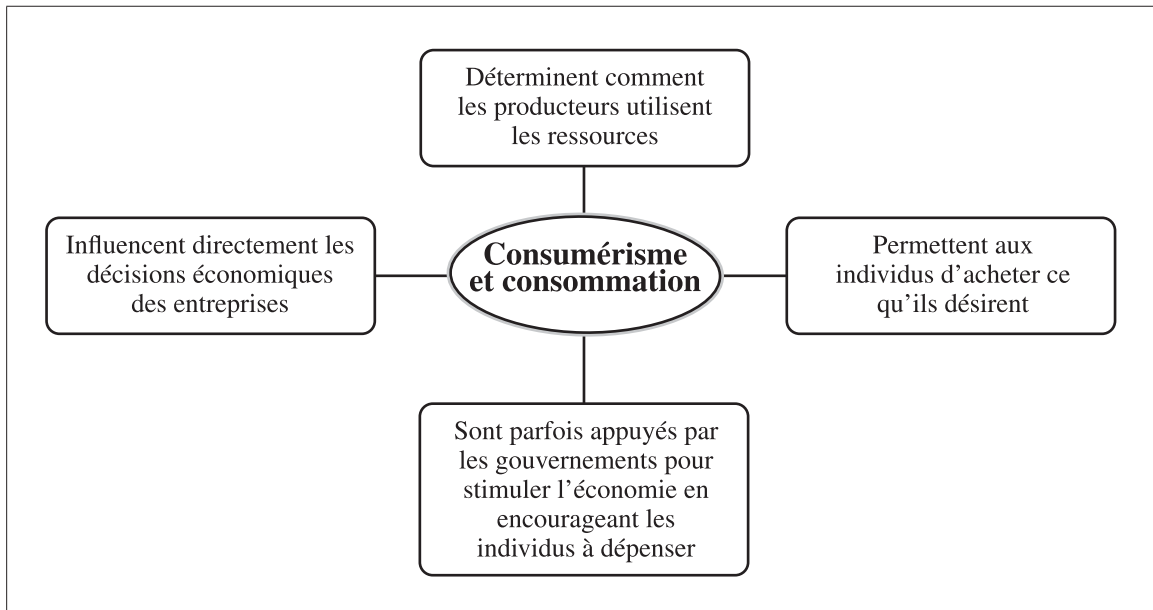 Déterminent comment
les producteurs utilisent
les ressources
Influencent directement les
décisions économiques
des entreprises
Consumérisme
et consommation
Permettent aux
individus d’acheter ce
qu’ils désirent
Sont parfois appuyés par
les gouvernements pour
stimuler l’économie en
encourageant les
individus à dépenser